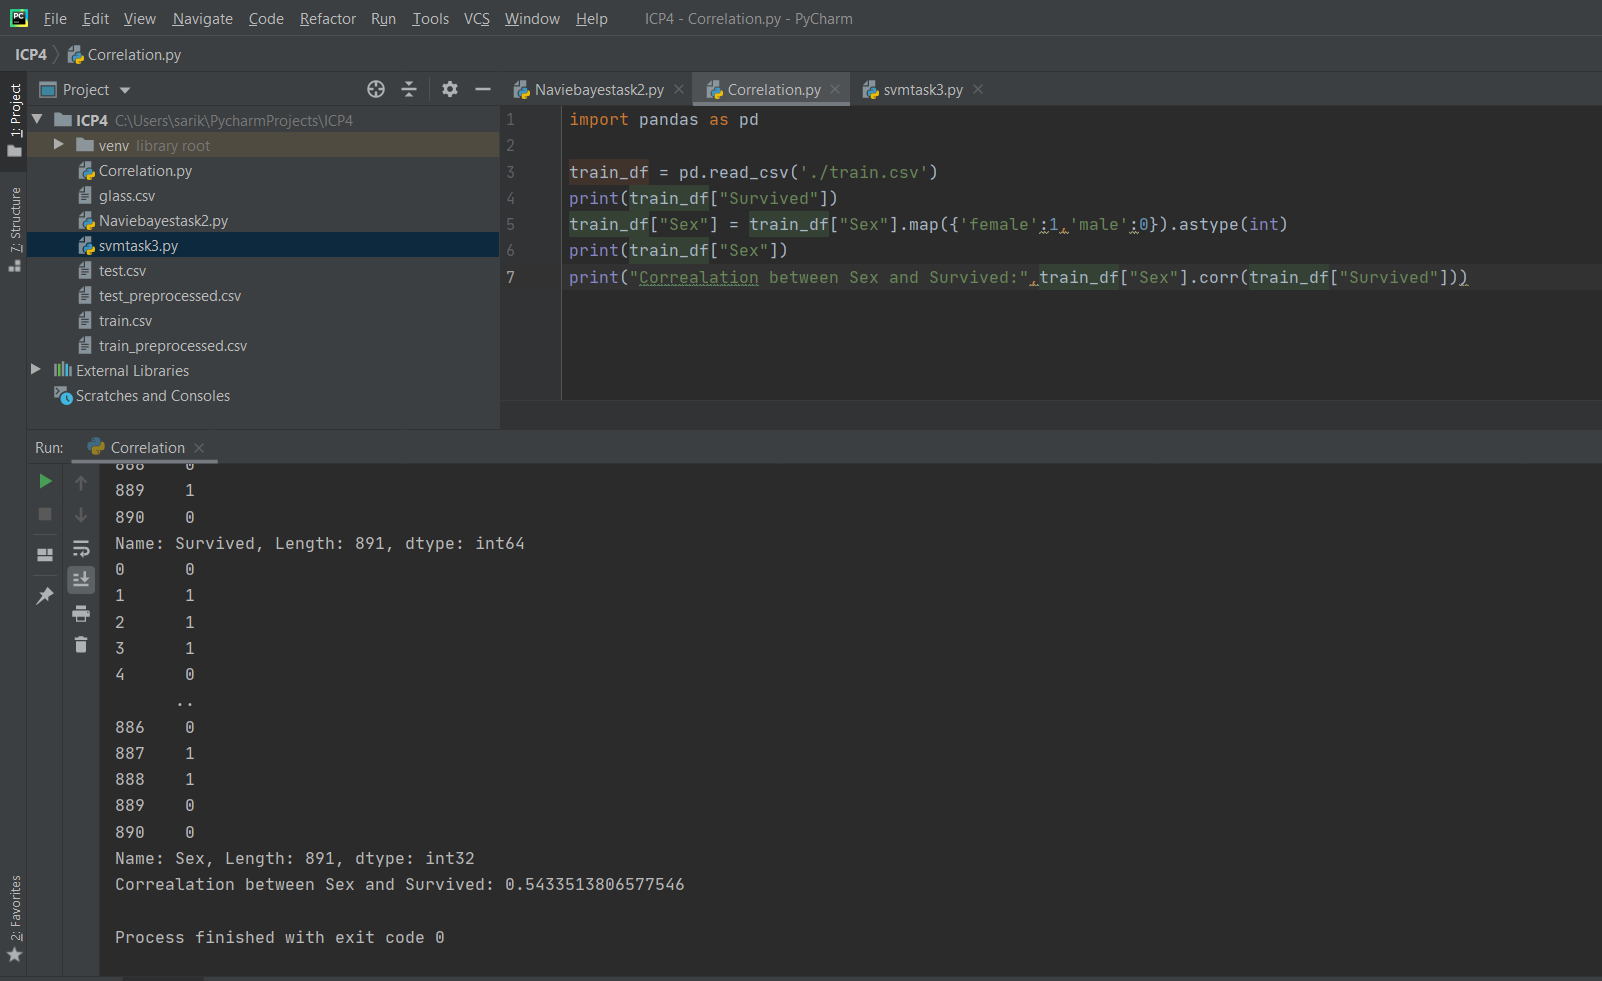 PC File Edit View Navigate Code Refactor Run Tools VCS Window Help ICP4 - Correlation.py - PyCharm
ICP4 Correlation.py
1: Project
7: Structure
2: Favorites
Project
ICP4 C:\Users\sarik\PycharmProjects\ICP4
venv library root
Correlation.py
glass.csv
Naviebayestask2.py
svmtask3.py
test.csv
test_preprocessed.csv
train.csv
train_preprocessed.csv
External Libraries
Scratches and Consoles
Naviebayestask2.py Correlation.py svmtask3.py
1 import pandas as pd
2
3 train_df = pd.read_csv('./train.csv')
4 print(train_df["Survived"])
5 train_df["Sex"] = train_df["Sex"].map({'female':1,'male':0}).astype(int)
6 print(train_df["Sex"])
7 print("Correalation between Sex and Survived:",train_df["Sex"].corr(train_df["Survived"]))
Run: Correlation
888 0
889 1
890 0
Name: Survived, Length: 891, dtype: int64
0 0
1 1
2 1
3 1
4 0
..
886 0
887 1
888 1
889 0
890 0
Name: Sex, Length: 891, dtype: int32
Correalation between Sex and Survived: 0.5433513806577546
Process finished with exit code 0